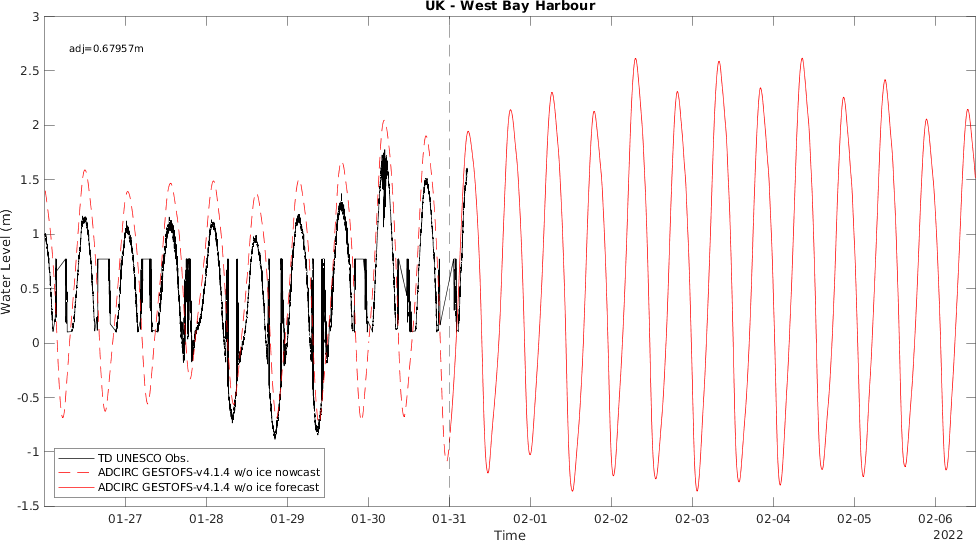 UK - West Bay Harbour
adj=0.67957m
3
2.5
2
1.5
1
0.5
0
-0.5
-1
-1.5
Water Level (m)
TD UNESCO Obs.
ADCIRC GESTOFS-v4.1.4 w/o ice nowcast
ADCIRC GESTOFS-v4.1.4 w/o ice forecast
01-27 01-28 01-29 01-30 01-31 02-01 02-02 02-03 02-04 02-05 02-06
Time
2022